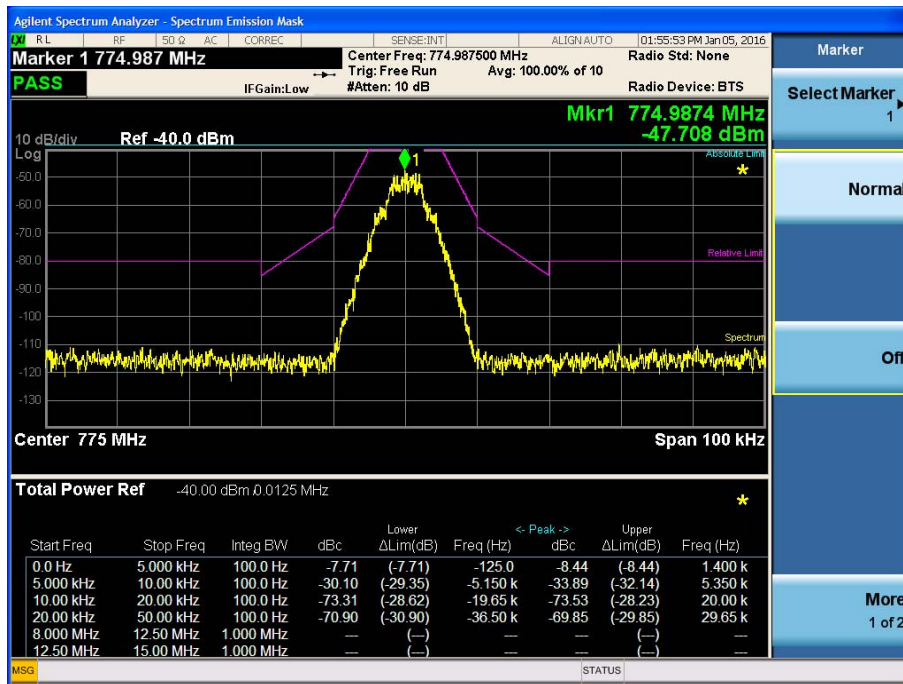 Agilent Spectrum Analyzer - Spectrum Emission Mask
LXI RL RF 50 Ω AC CORREC SENSE:INT ALIGN AUTO 01:55:53 PM Jan 05, 2016
Marker 1 774.987 MHz Center Freq: 774.987500 MHz Radio Std: None
Trig: Free Run Avg: 100.00% of 10
PASS IFGain:Low #Atten: 10 dB Radio Device: BTS
Mkr1 774.9874 MHz
-47.708 dBm
10 dB/div Ref -40.0 dBm
Log Absolute Limit
1
*
-50.0
-60.0
-70.0
Relative Limit
-80.0
-90.0
-100
Spectrum
-110
-120
-130
Center 775 MHz Span 100 kHz
Total Power Ref -40.00 dBm / 0.0125 MHz
*
Lower <- Peak -> Upper
Start Freq Stop Freq Integ BW dBc ΔLim(dB) Freq (Hz) dBc ΔLim(dB) Freq (Hz)
0.0 Hz 5.000 kHz 100.0 Hz -7.71 (-7.71) -125.0 -8.44 (-8.44) 1.400 k
5.000 kHz 10.00 kHz 100.0 Hz -30.10 (-29.35) -5.150 k -33.89 (-32.14) 5.350 k
10.00 kHz 20.00 kHz 100.0 Hz -73.31 (-28.62) -19.65 k -73.53 (-28.23) 20.00 k
20.00 kHz 50.00 kHz 100.0 Hz -70.90 (-30.90) -36.50 k -69.85 (-29.85) 29.65 k
8.000 MHz 12.50 MHz 1.000 MHz --- (---) --- --- (---) ---
12.50 MHz 15.00 MHz 1.000 MHz --- (---) --- --- (---) ---
MSG STATUS
Marker
Select Marker
1
Normal
Off
More
1 of 2